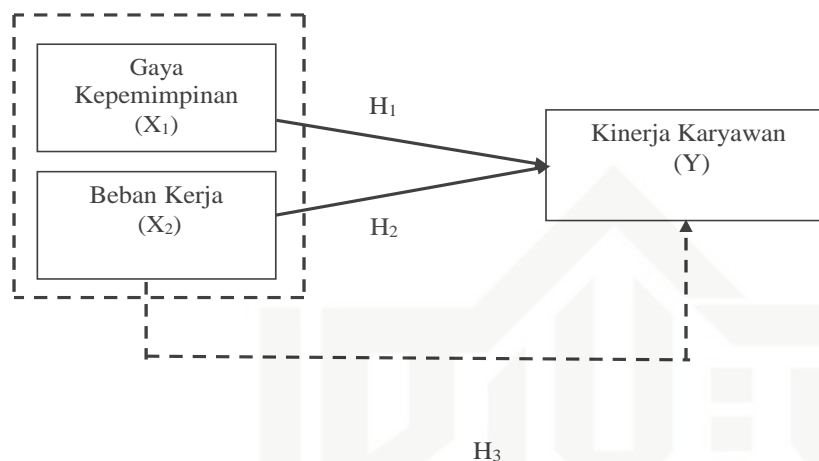 Gaya
Kepemimpinan
(X₁)
H₁
Kinerja Karyawan
(Y)
Beban Kerja
(X₂)
H₂
H₃